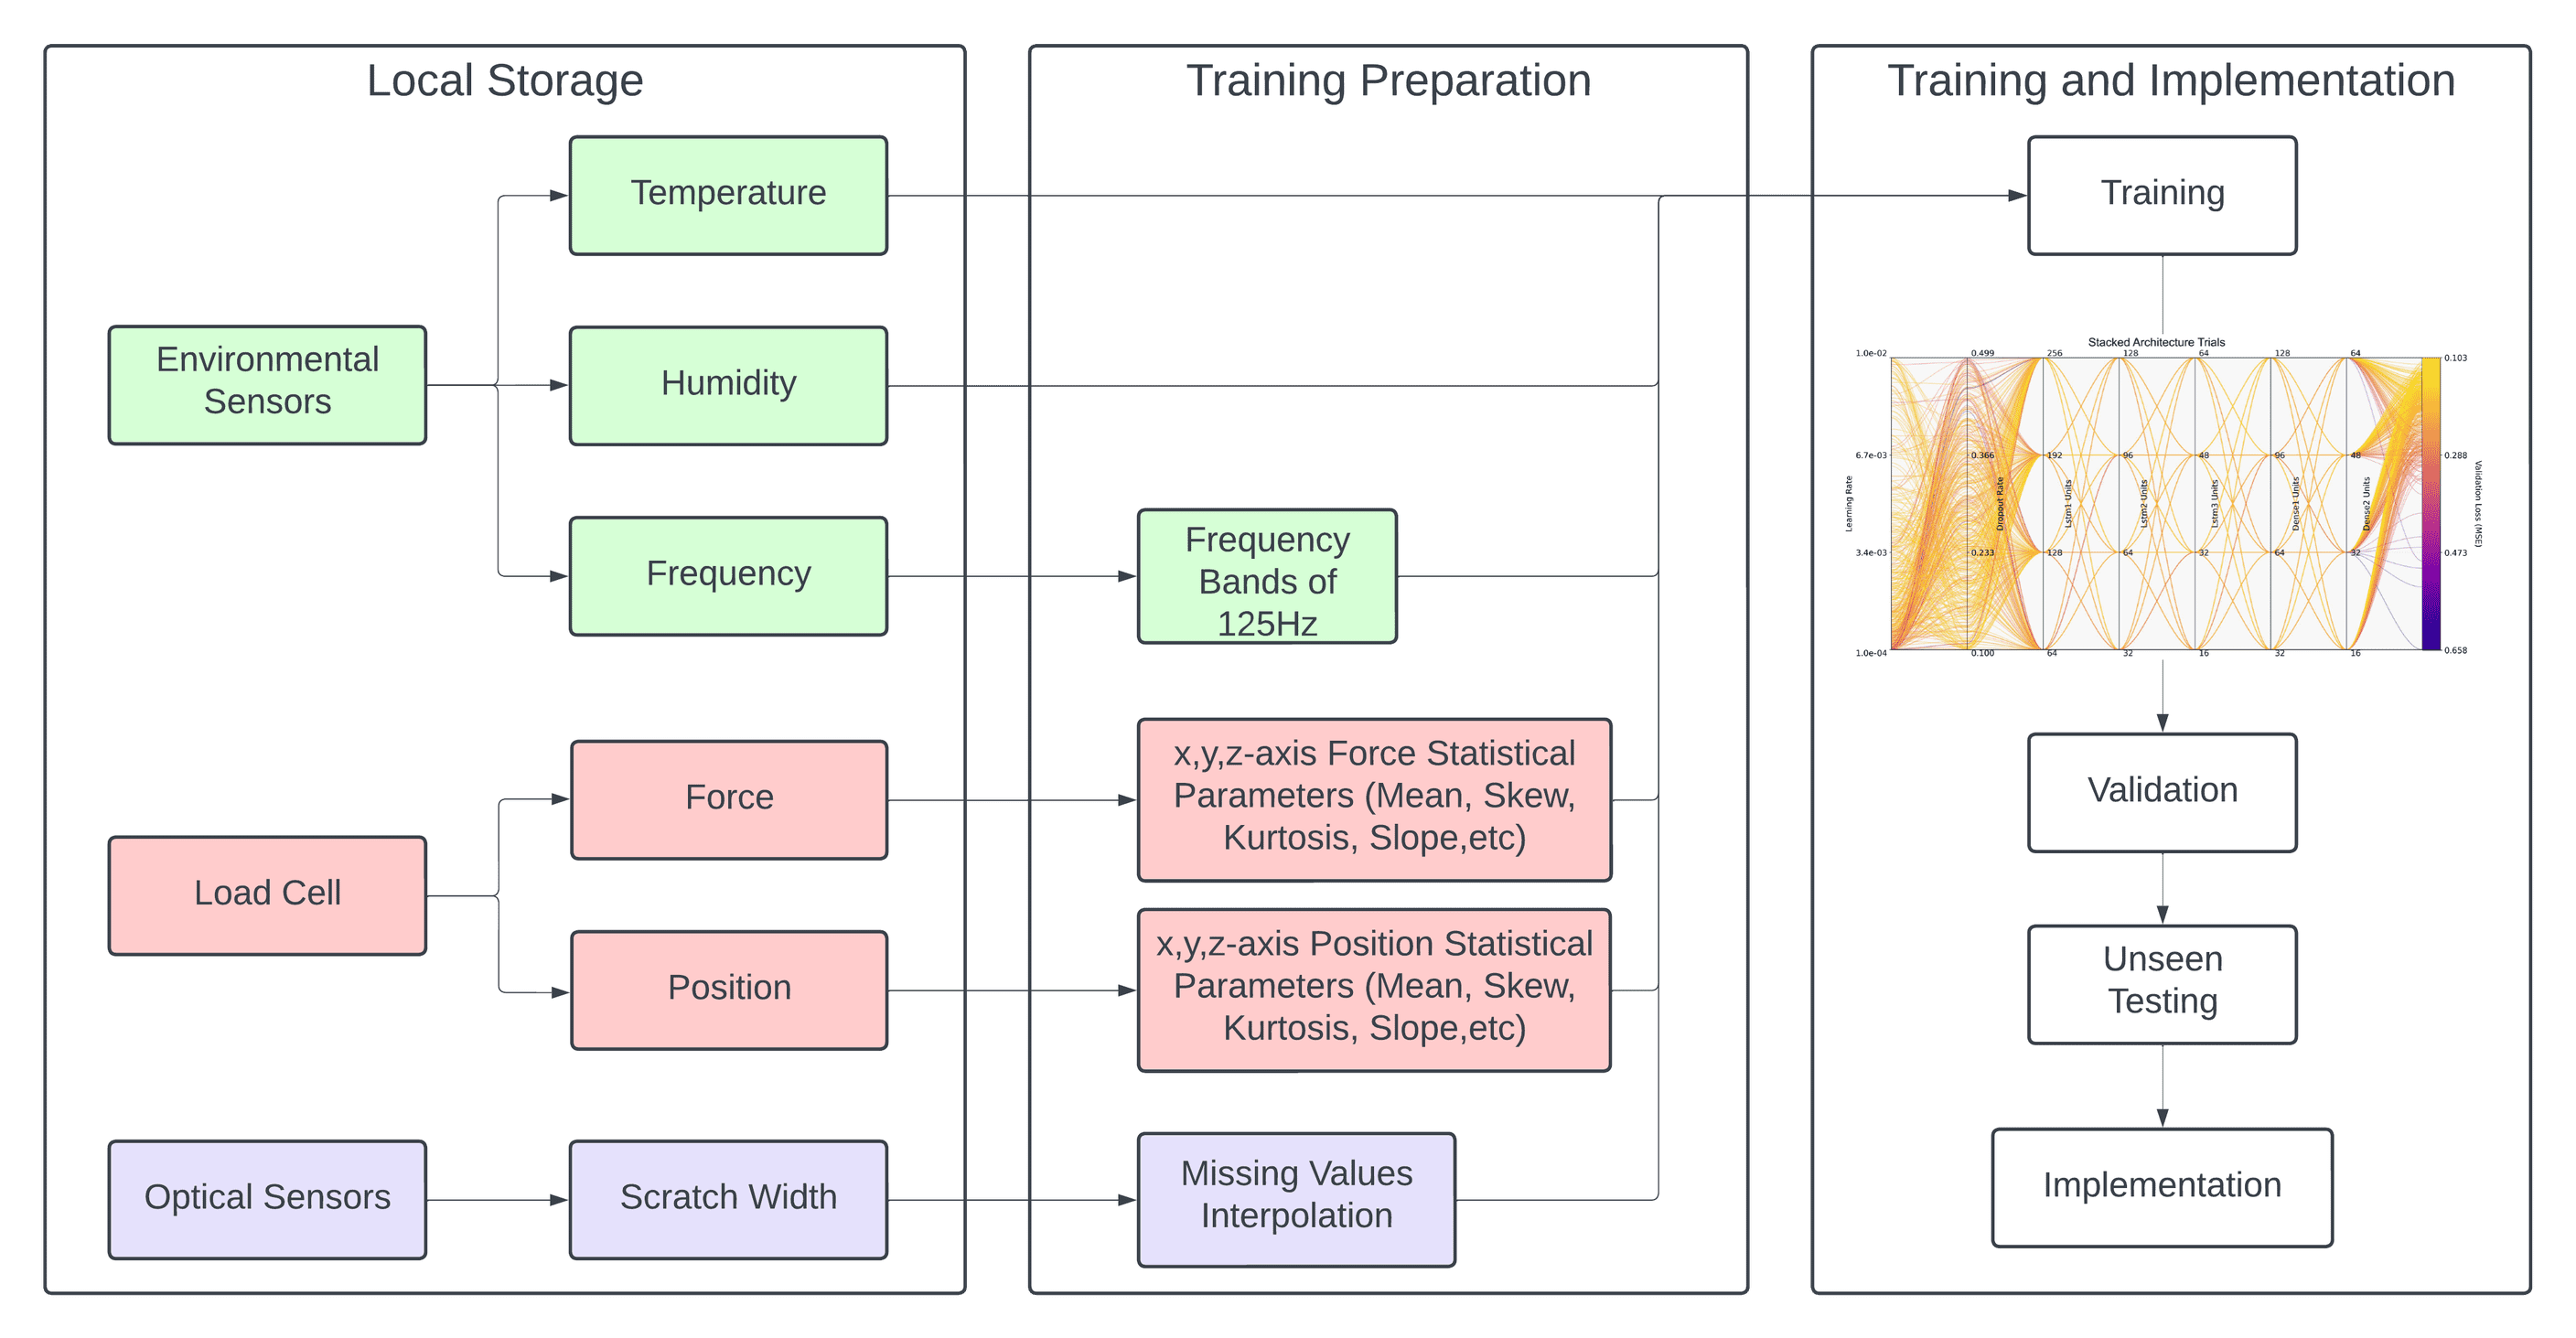 Local Storage
Temperature
Environmental
Sensors
Humidity
Frequency
Load Cell
Force
Position
Optical Sensors
Scratch Width
Training Preparation
Frequency
Bands of
125Hz
x,y,z-axis Force Statistical
Parameters (Mean, Skew,
Kurtosis, Slope,etc)
x,y,z-axis Position Statistical
Parameters (Mean, Skew,
Kurtosis, Slope,etc)
Missing Values
Interpolation
Training and Implementation
Training
Stacked Architecture Trials
1.0e-02
6.7e-03
3.4e-03
1.0e-04
Learning Rate
0.499
0.366
0.233
0.100
Dropout Rate
256
192
128
64
Lstm1 Units
128
96
64
32
Lstm2 Units
64
48
32
16
Lstm3 Units
128
96
64
32
Dense1 Units
64
48
32
16
Dense2 Units
0.103
0.288
0.473
0.658
Validation Loss (MSE)
Validation
Unseen
Testing
Implementation